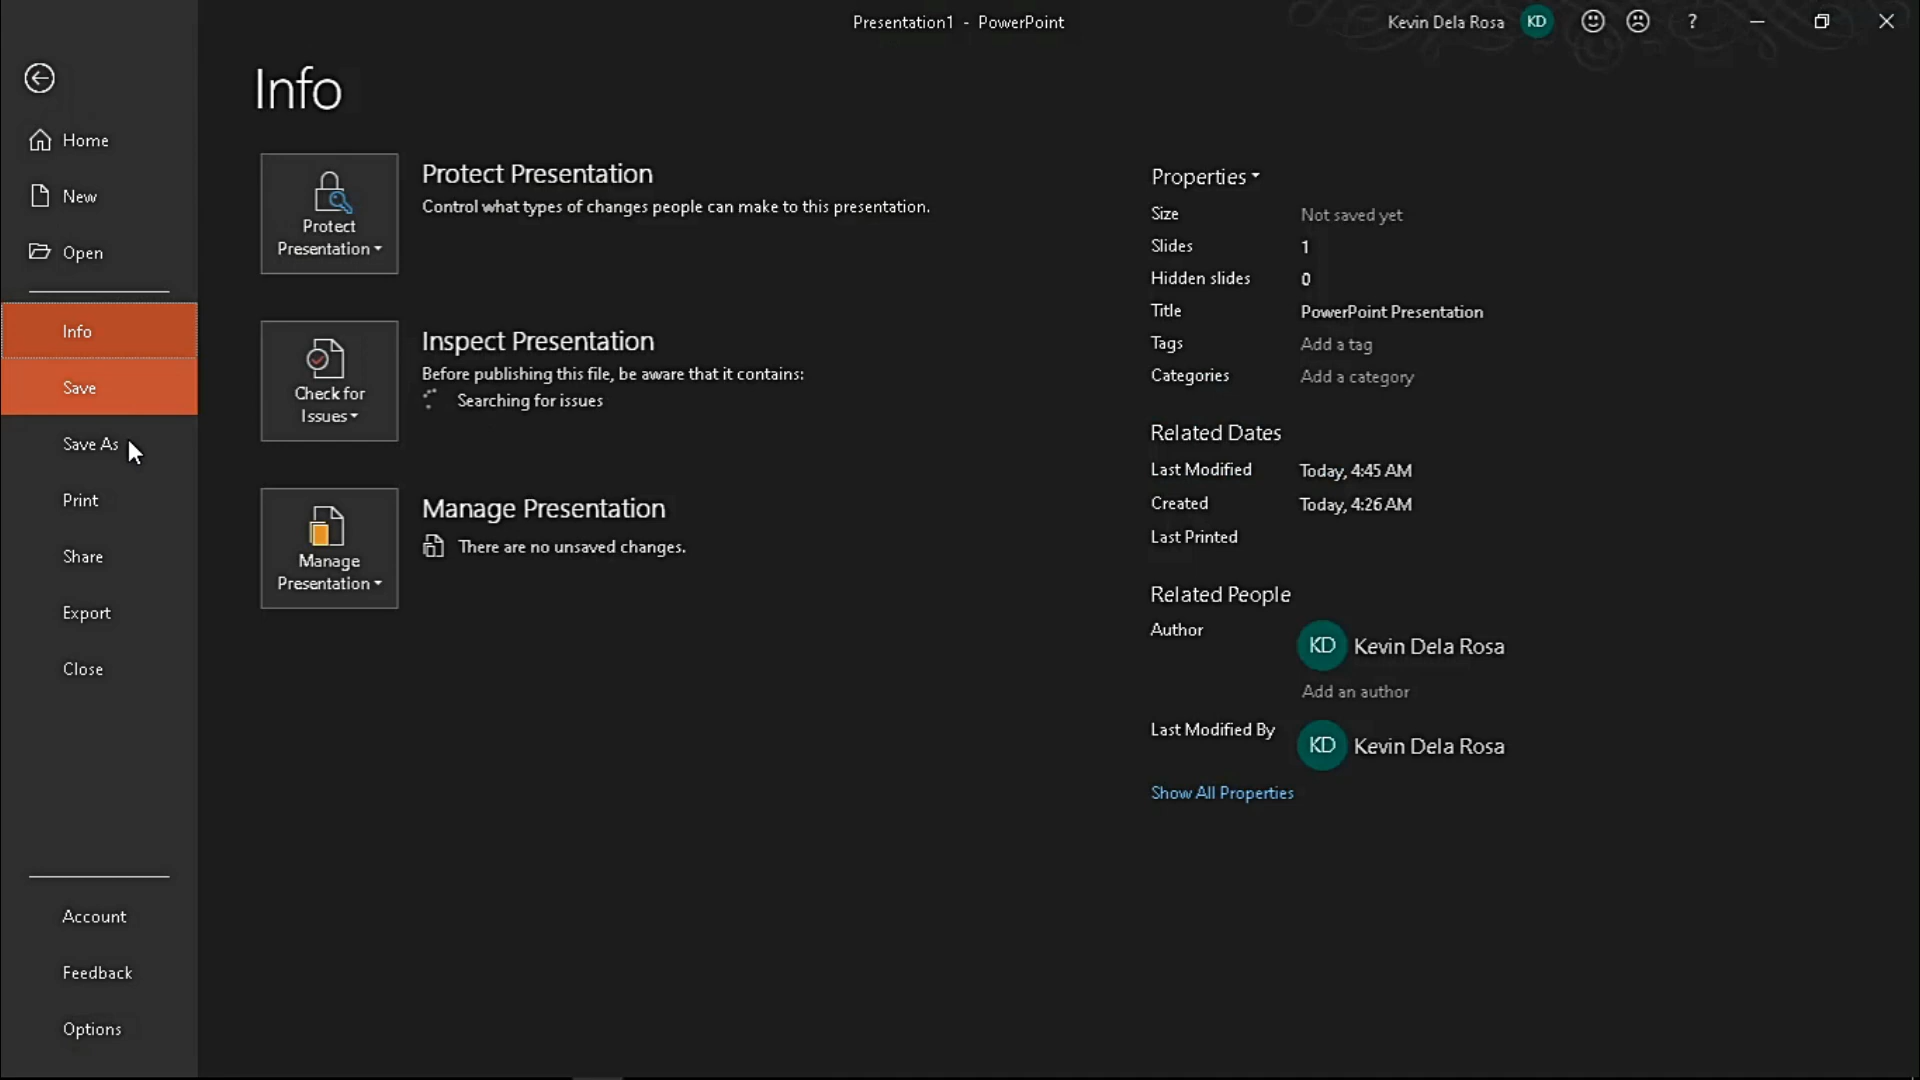 Presentation1 - PowerPoint
Kevin Dela Rosa KD ?
Info
Home
New
Open
Info
Save
Save As
Print
Share
Export
Close
Account
Feedback
Options
Protect
Presentation
Protect Presentation
Control what types of changes people can make to this presentation.
Check for
Issues
Inspect Presentation
Before publishing this file, be aware that it contains:
Searching for issues
Manage
Presentation
Manage Presentation
There are no unsaved changes.
Properties
Size Not saved yet
Slides 1
Hidden slides 0
Title PowerPoint Presentation
Tags Add a tag
Categories Add a category
Related Dates
Last Modified Today, 4:45 AM
Created Today, 4:26 AM
Last Printed
Related People
Author KD Kevin Dela Rosa
Add an author
Last Modified By KD Kevin Dela Rosa
Show All Properties